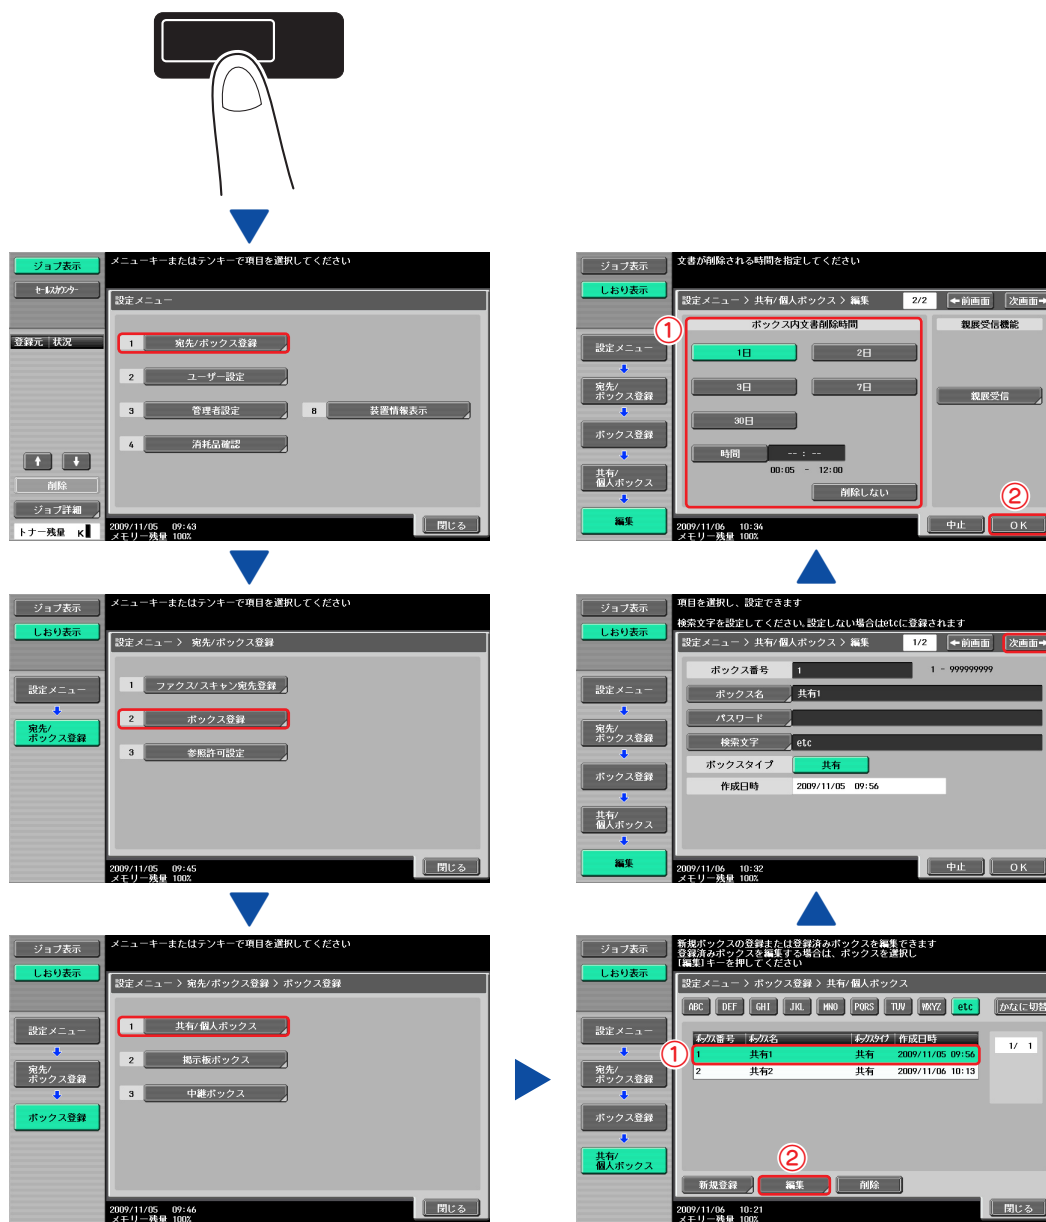 ジョブ表示
セールスカウンター
登録元 状況
削除
ジョブ詳細
トナー残量 K
メニューキーまたはテンキーで項目を選択してください
設定メニュー
1 宛先/ボックス登録
2 ユーザー設定
3 管理者設定
8 装置情報表示
4 消耗品確認
2009/11/05 09:43
メモリー残量 100%
閉じる
ジョブ表示
しおり表示
設定メニュー
宛先/
ボックス登録
メニューキーまたはテンキーで項目を選択してください
設定メニュー > 宛先/ボックス登録
1 ファクス/スキャン宛先登録
2 ボックス登録
3 参照許可設定
2009/11/05 09:45
メモリー残量 100%
閉じる
ジョブ表示
しおり表示
設定メニュー
宛先/
ボックス登録
ボックス登録
メニューキーまたはテンキーで項目を選択してください
設定メニュー > 宛先/ボックス登録 > ボックス登録
1 共有/個人ボックス
2 掲示板ボックス
3 中継ボックス
2009/11/05 09:46
メモリー残量 100%
閉じる
ジョブ表示
しおり表示
設定メニュー
宛先/
ボックス登録
ボックス登録
共有/
個人ボックス
新規ボックスの登録または登録済みボックスを編集できます
登録済みボックスを編集する場合は、ボックスを選択し
[編集]キーを押してください
設定メニュー > ボックス登録 > 共有/個人ボックス
ABC DEF GHI JKL MNO PQRS TUV WXYZ etc かなに切替
ボックス番号 ボックス名 ボックスタイプ 作成日時
①
1 共有1 共有 2009/11/05 09:56
2 共有2 共有 2009/11/06 10:13
1/ 1
②
新規登録 編集 削除
2009/11/06 10:21
メモリー残量 100%
閉じる
ジョブ表示
しおり表示
設定メニュー
宛先/
ボックス登録
ボックス登録
共有/
個人ボックス
編集
項目を選択し、設定できます
検索文字を設定してください。設定しない場合はetcに登録されます
設定メニュー > 共有/個人ボックス > 編集 1/2 ←前画面 次画面→
ボックス番号 1 1 - 999999999
ボックス名 共有1
パスワード
検索文字 etc
ボックスタイプ 共有
作成日時 2009/11/05 09:56
2009/11/06 10:32
メモリー残量 100%
中止 OK
ジョブ表示
しおり表示
設定メニュー
宛先/
ボックス登録
ボックス登録
共有/
個人ボックス
編集
文書が削除される時間を指定してください
設定メニュー > 共有/個人ボックス > 編集 2/2 ←前画面 次画面→
①
ボックス内文書削除時間
1日 2日
3日 7日
30日
時間 -- : --
00:05 - 12:00
削除しない
親展受信機能
親展受信
②
2009/11/06 10:34
メモリー残量 100%
中止 OK